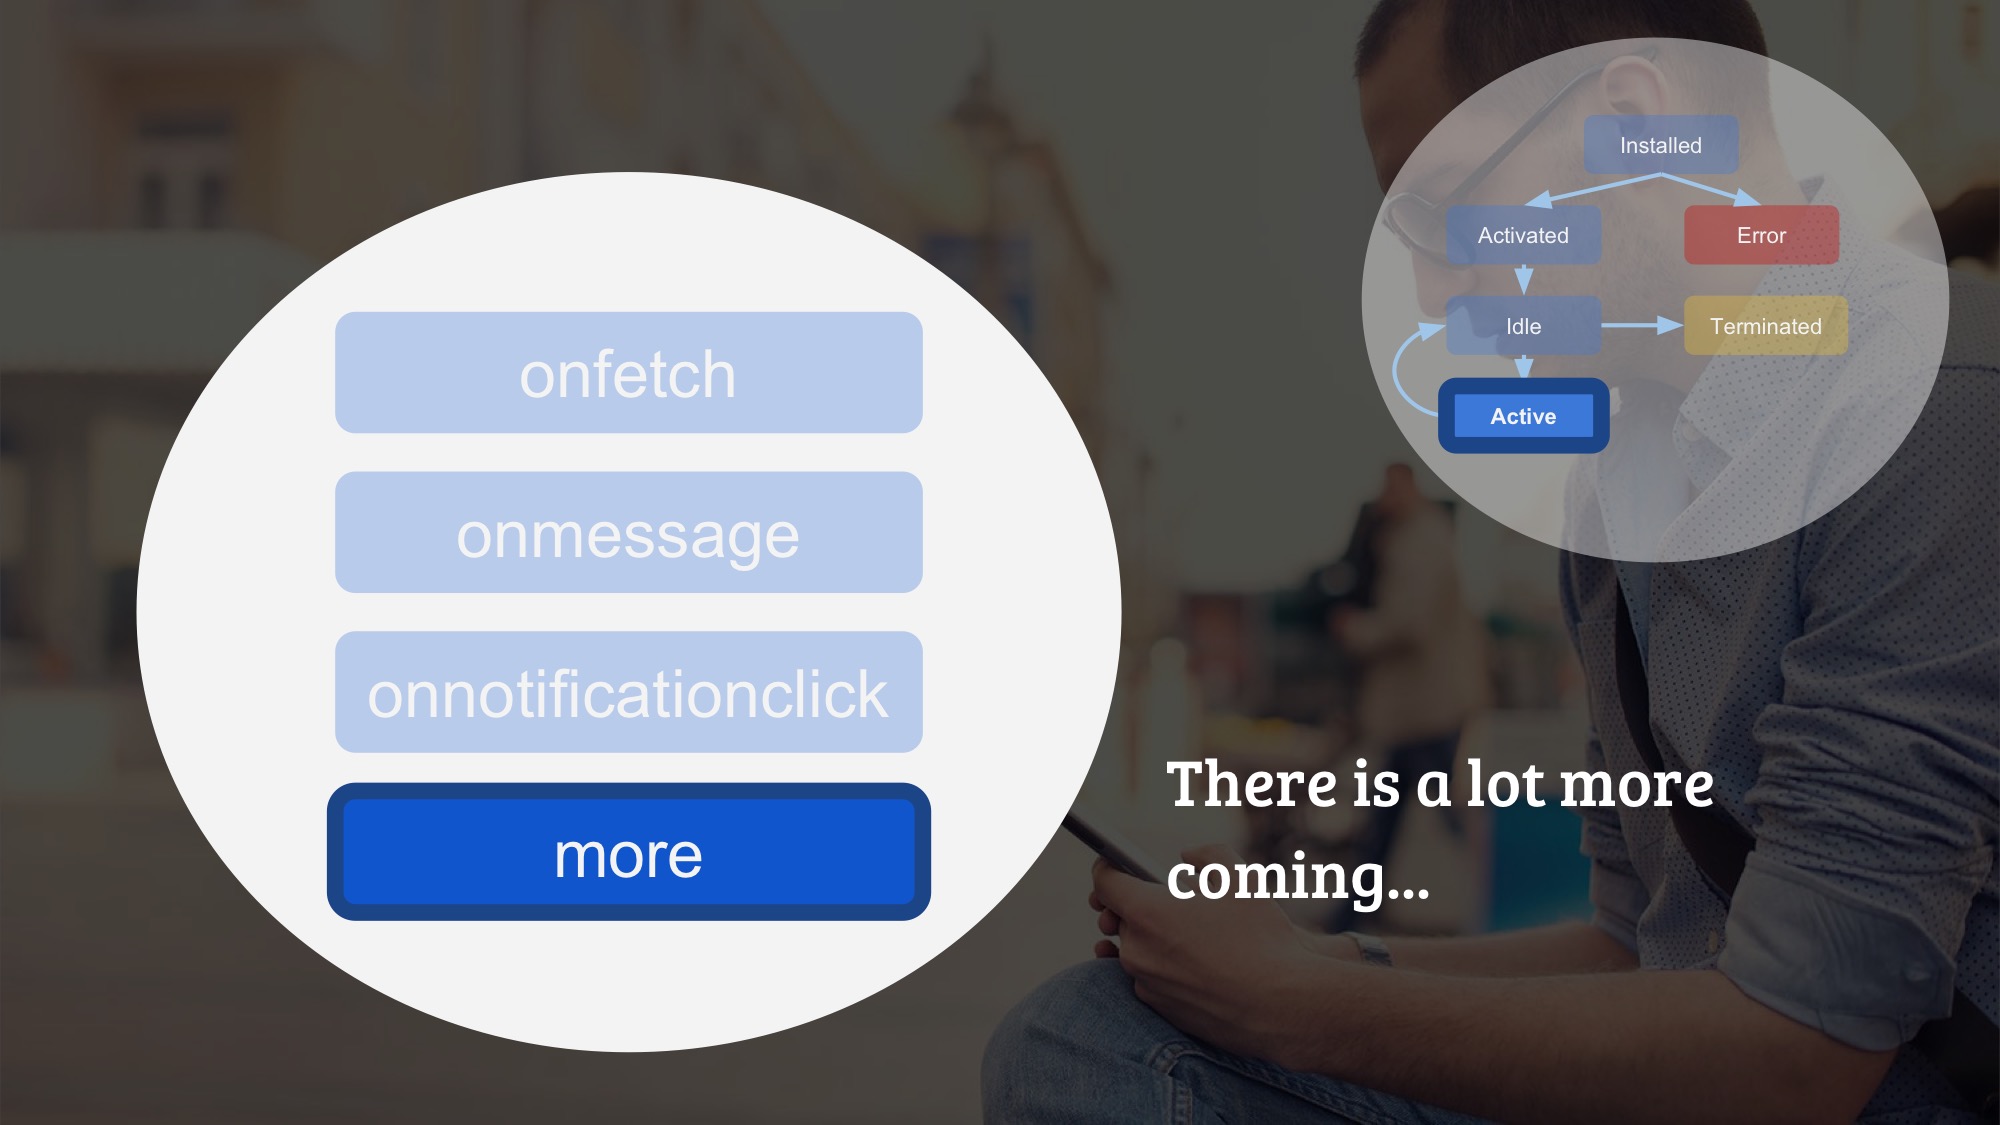 Installed
Activated
Error
Idle
Terminated
Active
onfetch
onmessage
onnotificationclick
more
There is a lot more
coming...